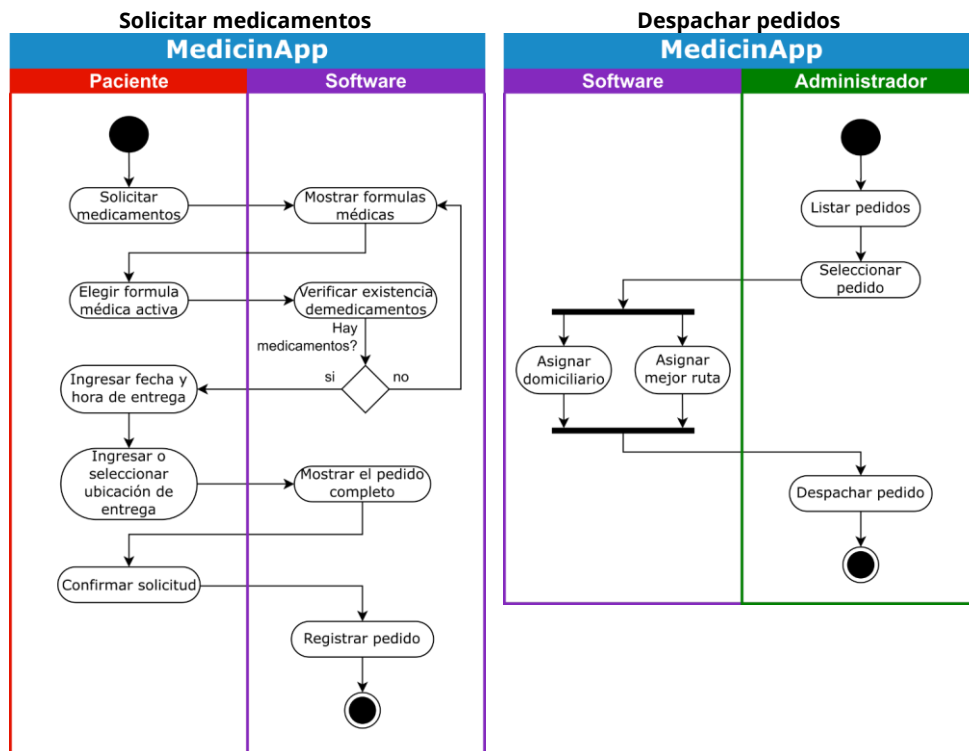 Solicitar medicamentos
MedicinApp
Paciente
Software
Solicitar
medicamentos
Mostrar formulas
médicas
Elegir formula
médica activa
Verificar existencia
demedicamentos
Hay
medicamentos?
si
no
Ingresar fecha y
hora de entrega
Ingresar o
seleccionar
ubicación de
entrega
Mostrar el pedido
completo
Confirmar solicitud
Registrar pedido
Despachar pedidos
MedicinApp
Software
Administrador
Listar pedidos
Seleccionar
pedido
Asignar
domiciliario
Asignar
mejor ruta
Despachar pedido